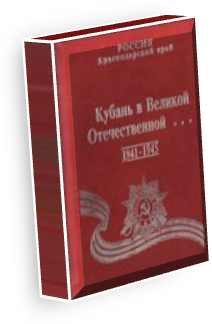 РОССИЯ
Краснодарский край
Кубань в Великой
Отечественной . . .
1941-1945